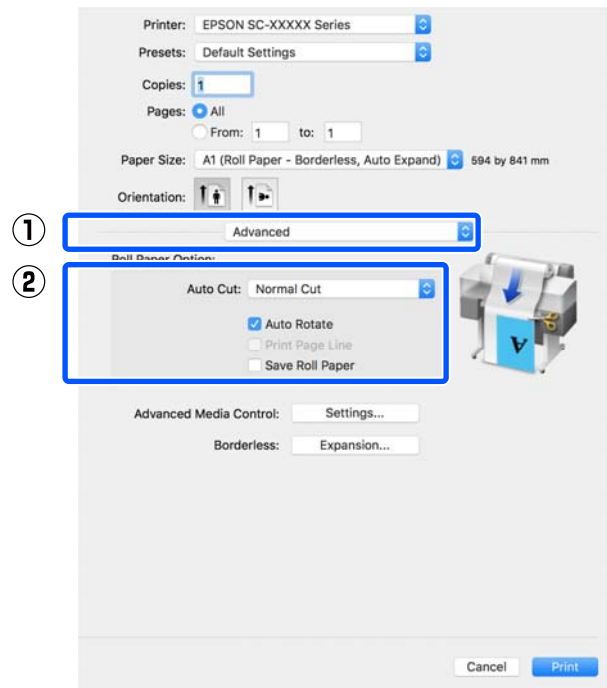 Printer: EPSON SC-XXXXX Series
Presets: Default Settings
Copies: 1
Pages: All
From: 1 to: 1
Paper Size: A1 (Roll Paper - Borderless, Auto Expand) 594 by 841 mm
Orientation:
① Advanced
Roll Paper Option:
② Auto Cut: Normal Cut
Auto Rotate
Print Page Line
Save Roll Paper
A
Advanced Media Control: Settings...
Borderless: Expansion...
Cancel Print